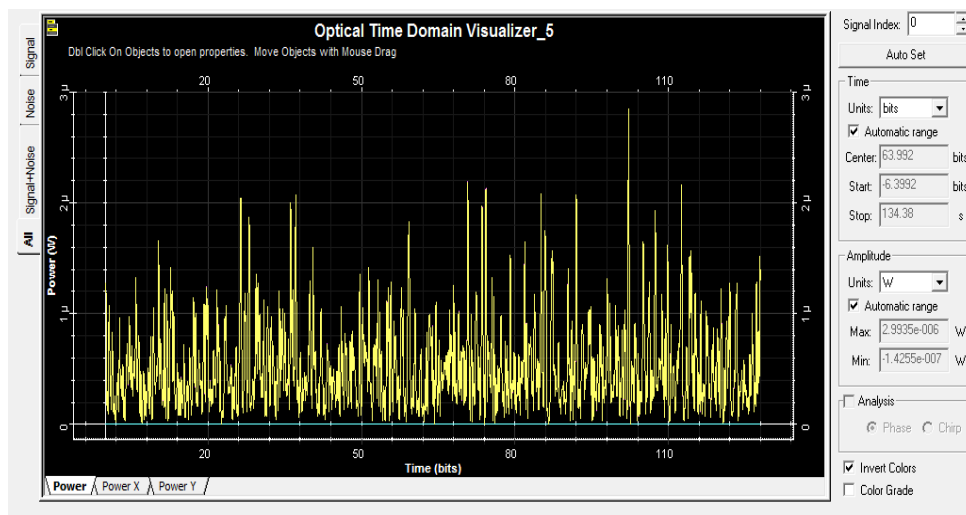 Optical Time Domain Visualizer_5
Dbl Click On Objects to open properties. Move Objects with Mouse Drag
Signal
Noise
Signal+Noise
All
20 50 80 110
3 µ
2 µ
1 µ
0
Power (W)
3 µ
2 µ
1 µ
0
20 50 80 110
Time (bits)
Power Power X Power Y
Signal Index: 0
Auto Set
Time
Units: bits
Automatic range
Center: 63.992 bits
Start: -6.3992 bits
Stop: 134.38 s
Amplitude
Units: W
Automatic range
Max: 2.9935e-006 W
Min: -1.4255e-007 W
Analysis
Phase Chirp
Invert Colors
Color Grade